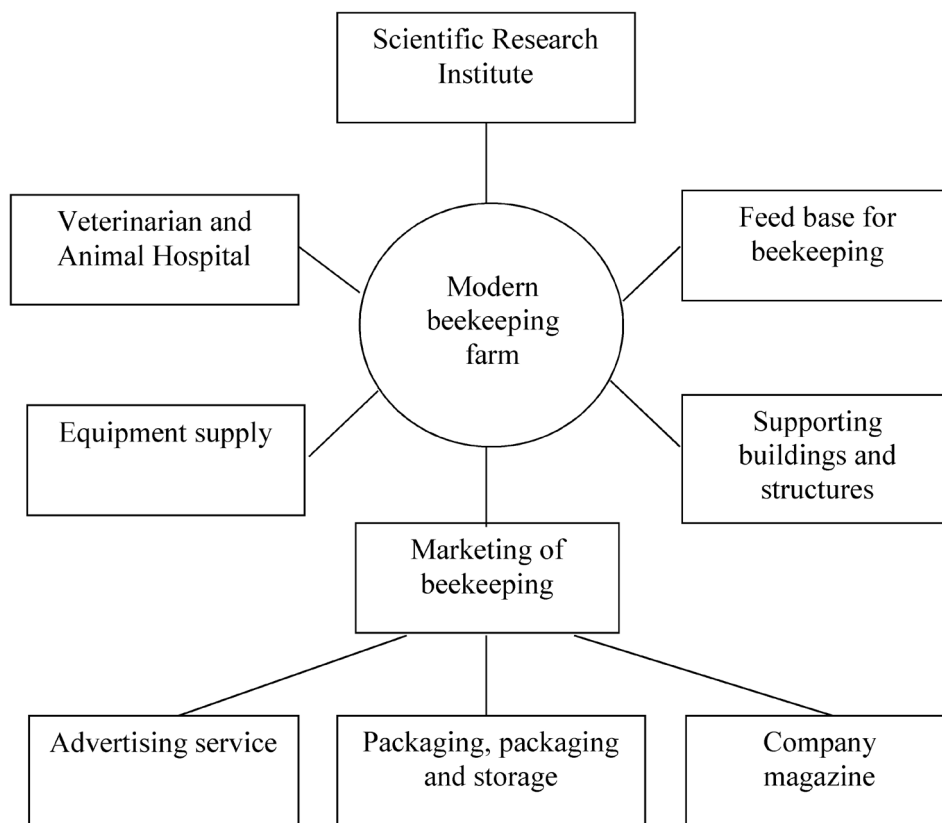 Scientific Research
Institute
Veterinarian and
Animal Hospital
Feed base for
beekeeping
Modern
beekeeping
farm
Equipment supply
Supporting
buildings and
structures
Marketing of
beekeeping
Advertising service
Packaging, packaging
and storage
Company
magazine